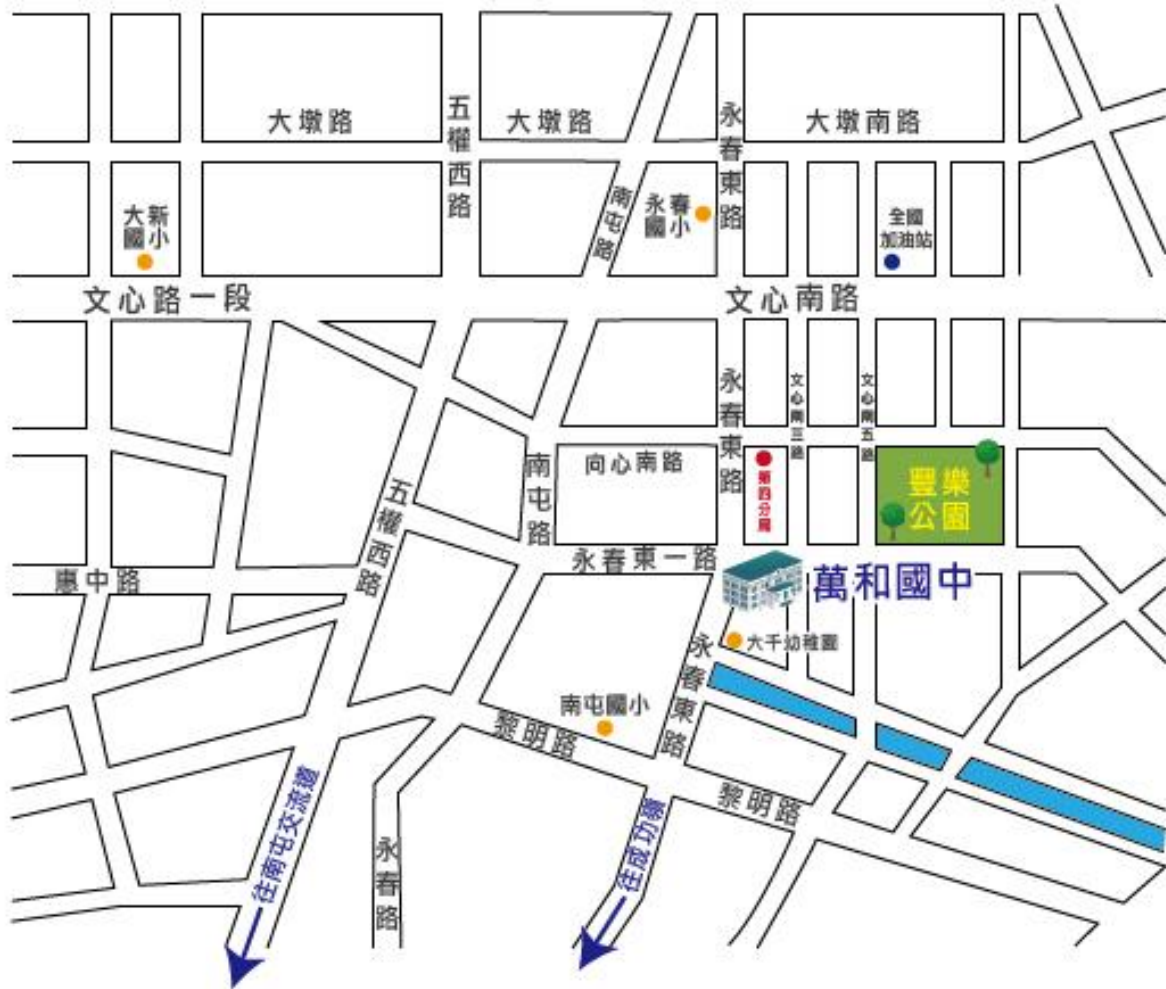 大墩路
五權西路
大墩路
永春東路
大墩南路
南屯路
大新
國小
永春
國小
全國
加油站
文心路一段
文心南路
永春東路
文心南三路
文心南五路
南屯路
向心南路
第四分局
豐樂
公園
五權西路
永春東一路
萬和國中
惠中路
大千幼稚園
永春東路
南屯國小
黎明路
黎明路
往南屯交流道
往成功嶺
永春路